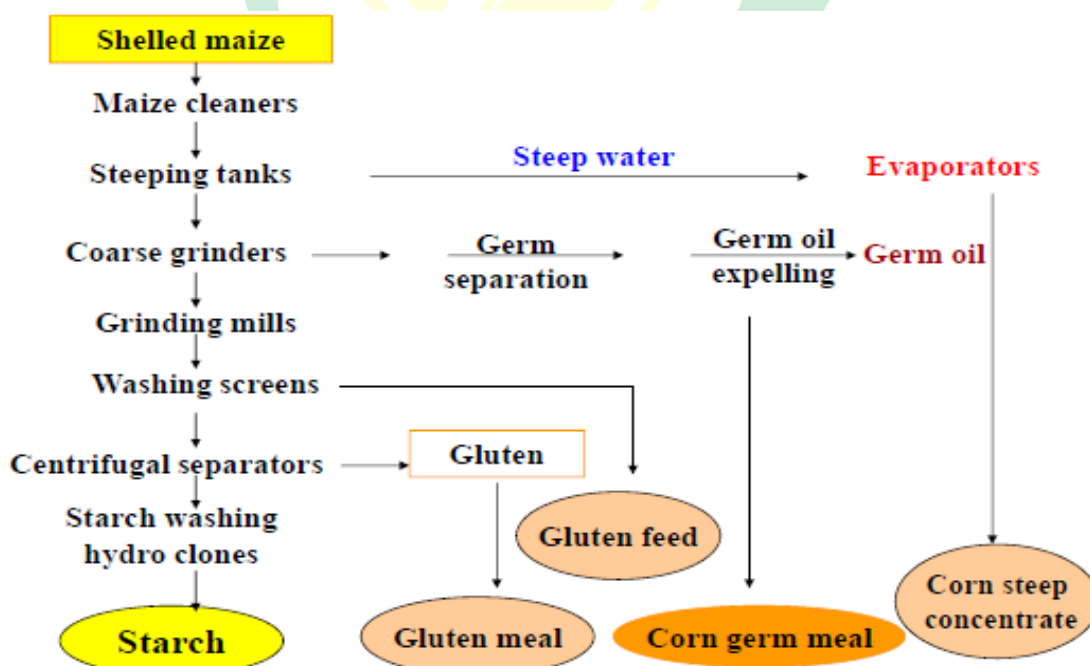 Shelled maize
Maize cleaners
Steep water
Steeping tanks
Evaporators
Coarse grinders
Germ
separation
Germ oil
expelling
Germ oil
Grinding mills
Washing screens
Centrifugal separators
Gluten
Starch washing
hydro clones
Gluten feed
Corn steep
concentrate
Starch
Gluten meal
Corn germ meal